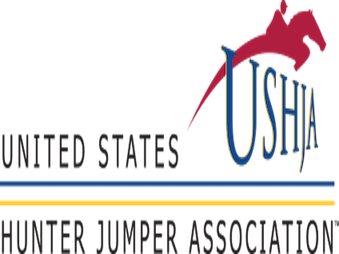 USHJA
UNITED STATES
HUNTER JUMPER ASSOCIATION™